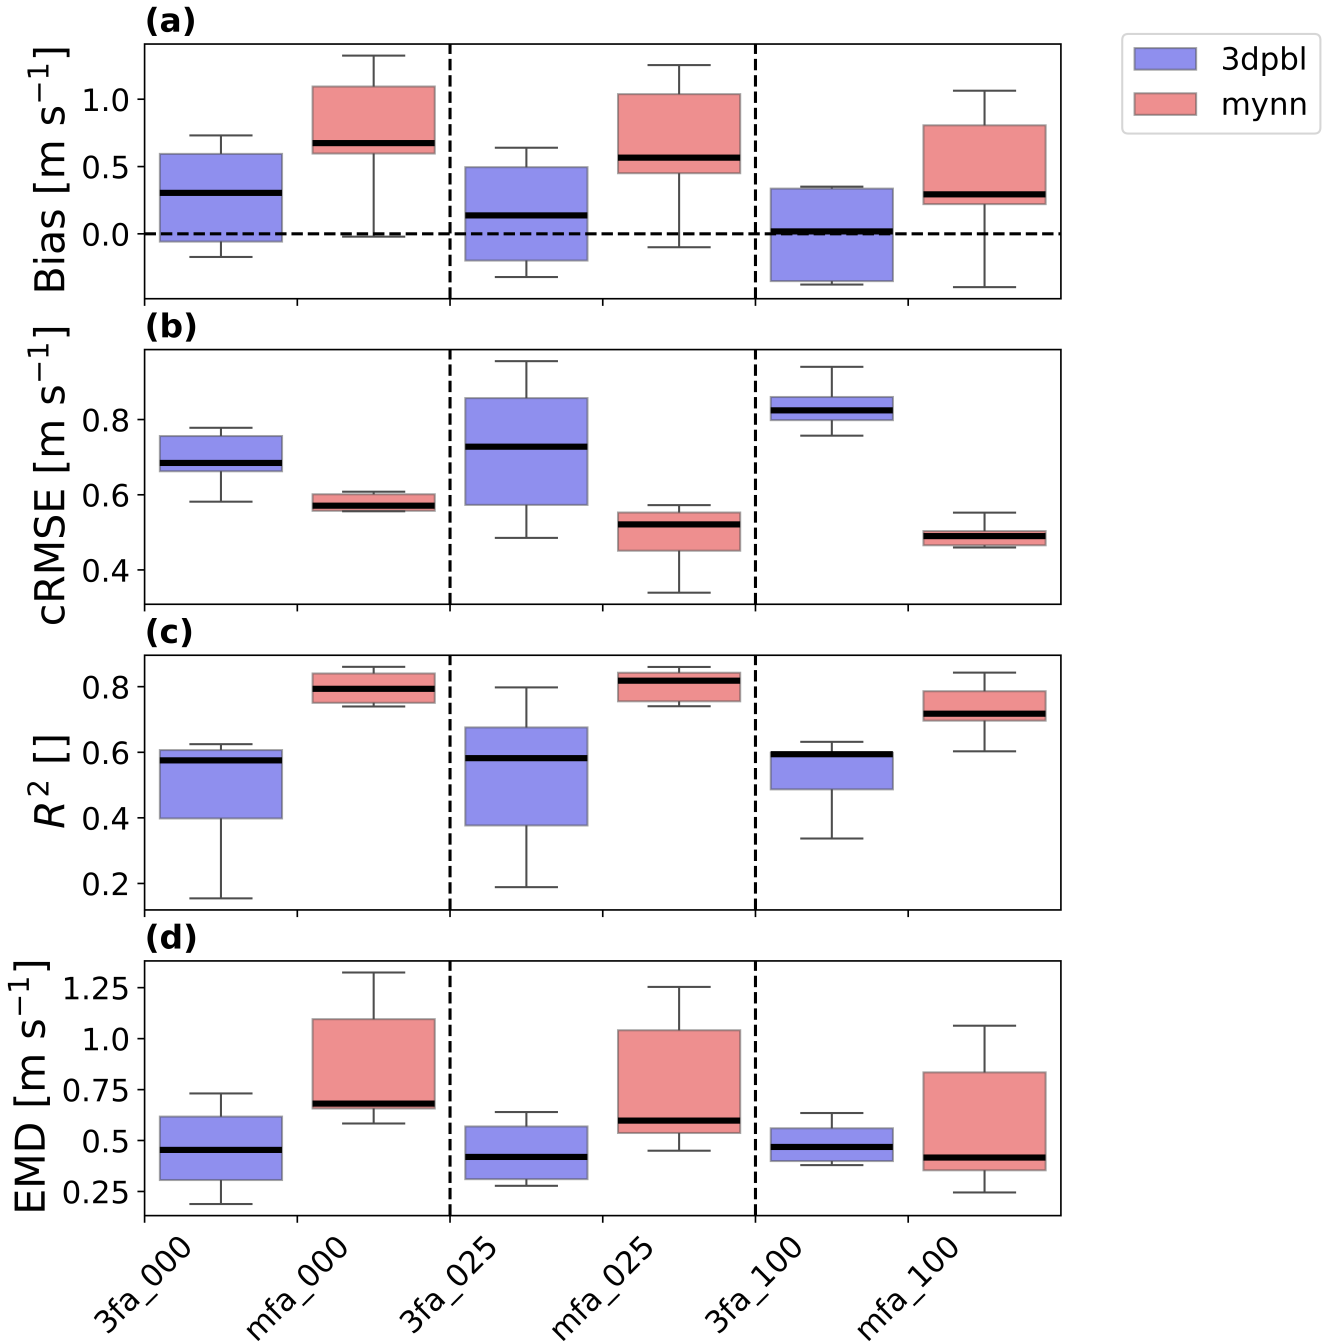 (a)
3dpbl
mynn
Bias [m s⁻¹]
1.0
0.5
0.0
(b)
cRMSE [m s⁻¹]
0.8
0.6
0.4
(c)
R² []
0.8
0.6
0.4
0.2
(d)
EMD [m s⁻¹]
1.25
1.0
0.75
0.5
0.25
3fa_000
mfa_000
3fa_025
mfa_025
3fa_100
mfa_100